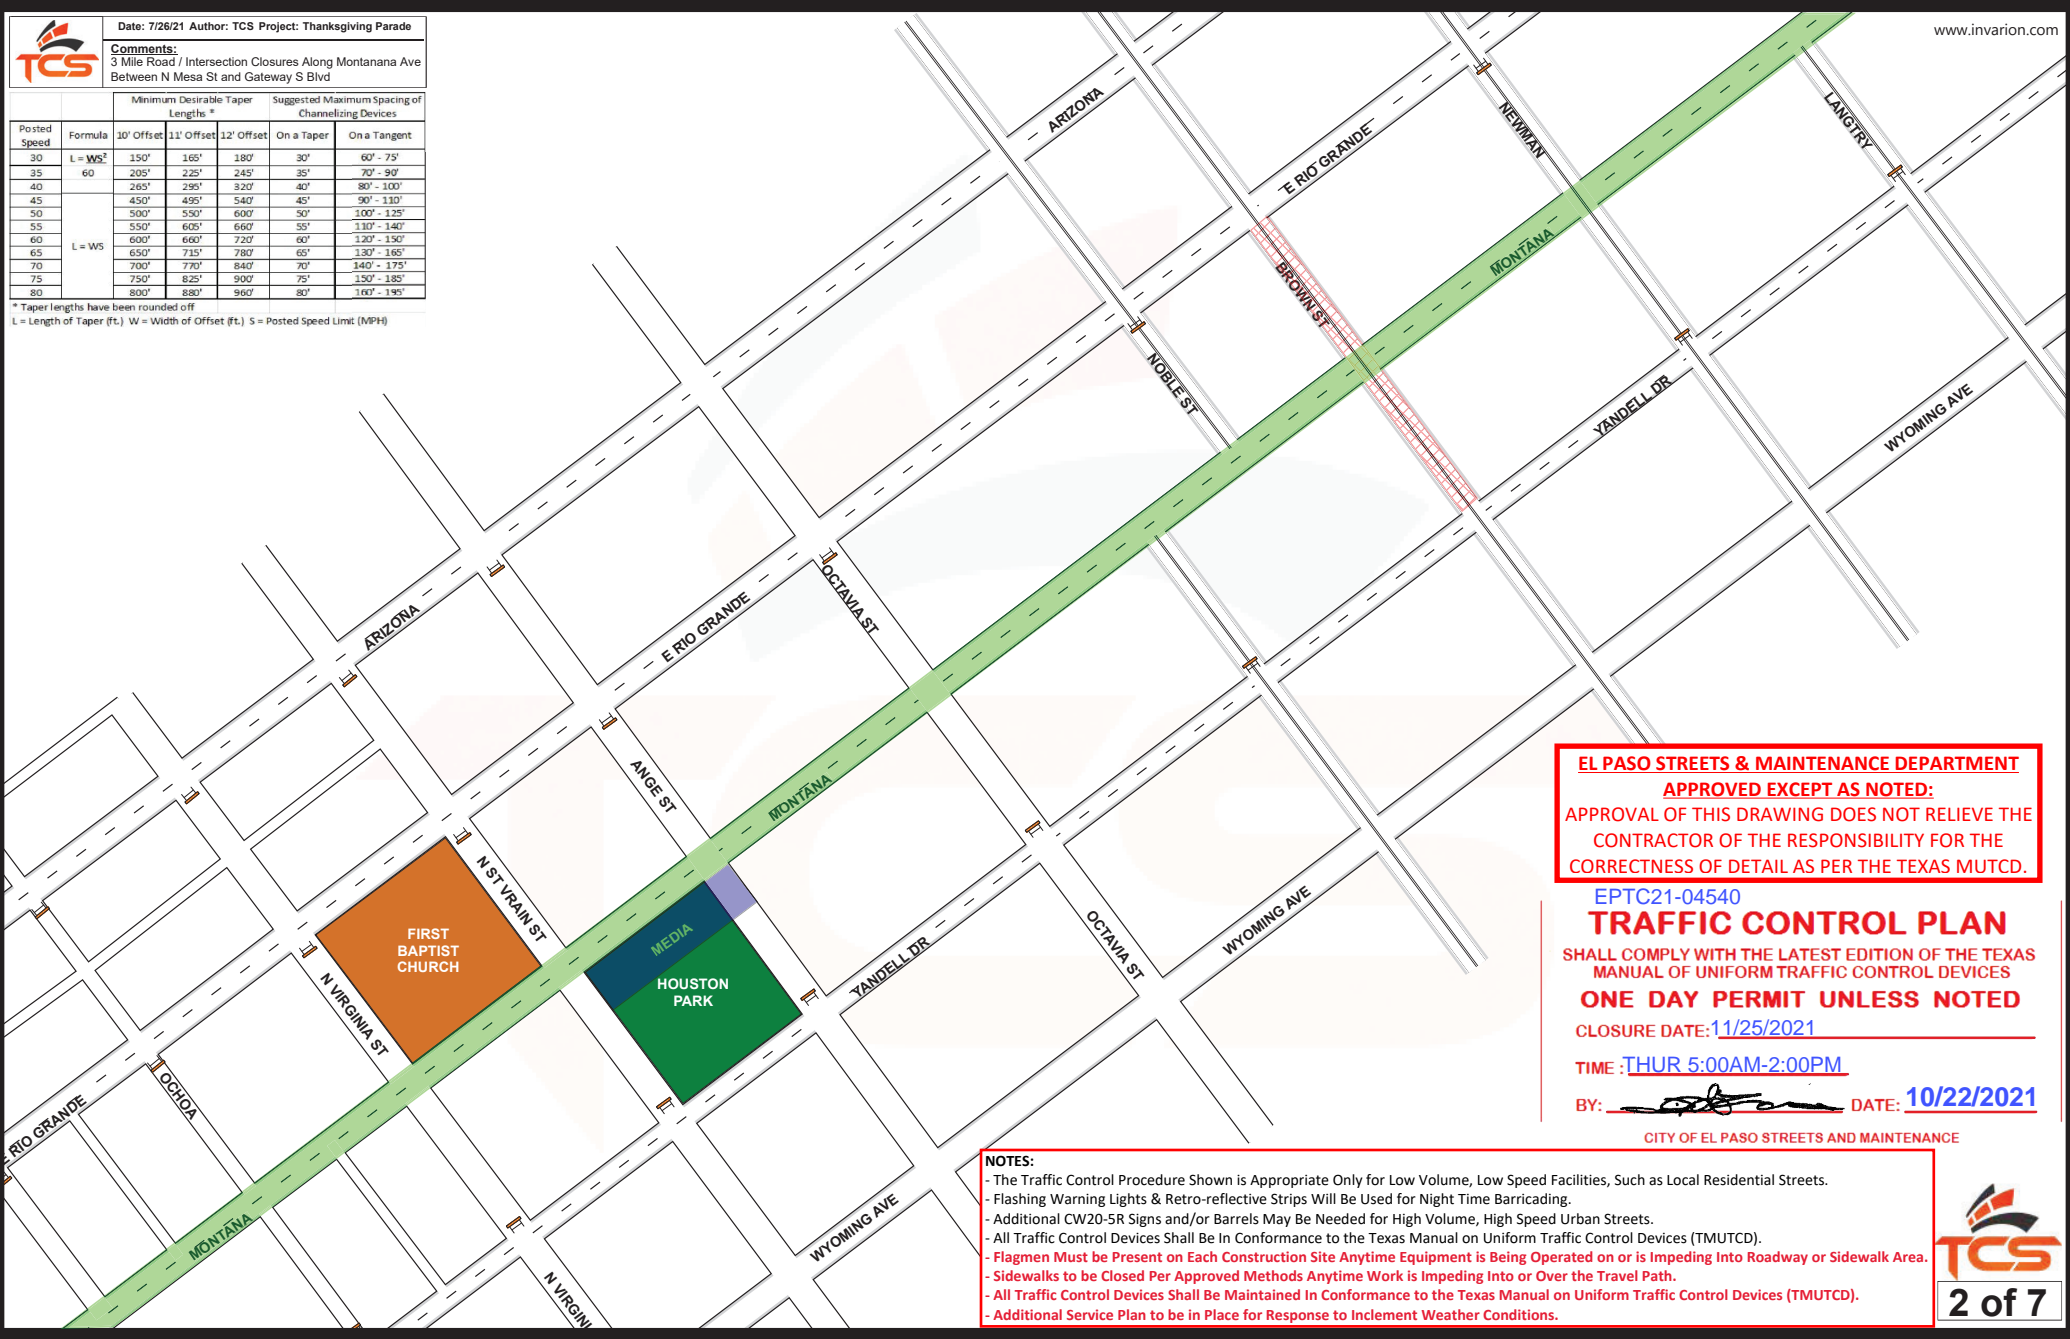 TCS
Date: 7/26/21 Author: TCS Project: Thanksgiving Parade
Comments:
3 Mile Road / Intersection Closures Along Montanana Ave
Between N Mesa St and Gateway S Blvd
www.invarion.com
Minimum Desirable Taper Lengths * Suggested Maximum Spacing of Channelizing Devices
Posted Speed Formula 10' Offset 11' Offset 12' Offset On a Taper On a Tangent
30 L = WS² 150' 165' 180' 30' 60' - 75'
35 60 205' 225' 245' 35' 70' - 90'
40 265' 295' 320' 40' 80' - 100'
45 450' 495' 540' 45' 90' - 110'
50 500' 550' 600' 50' 100' - 125'
55 550' 605' 660' 55' 110' - 140'
60 L = WS 600' 660' 720' 60' 120' - 150'
65 650' 715' 780' 65' 130' - 165'
70 700' 770' 840' 70' 140' - 175'
75 750' 825' 900' 75' 150' - 185'
80 800' 880' 960' 80' 160' - 195'
* Taper lengths have been rounded off
L = Length of Taper (ft.) W = Width of Offset (ft.) S = Posted Speed Limit (MPH)
ARIZONA
E RIO GRANDE
NEWMAN
LANGTRY
BROWN ST
MONTANA
NOBLE ST
YANDELL DR
WYOMING AVE
ARIZONA
E RIO GRANDE
OCTAVIA ST
ANGE ST
MONTANA
N ST VRAIN ST
FIRST
BAPTIST
CHURCH
MEDIA
HOUSTON
PARK
YANDELL DR
OCTAVIA ST
WYOMING AVE
N VIRGINIA ST
OCHOA
E RIO GRANDE
MONTANA
WYOMING AVE
N VIRGIN
TCS
EL PASO STREETS & MAINTENANCE DEPARTMENT
APPROVED EXCEPT AS NOTED:
APPROVAL OF THIS DRAWING DOES NOT RELIEVE THE
CONTRACTOR OF THE RESPONSIBILITY FOR THE
CORRECTNESS OF DETAIL AS PER THE TEXAS MUTCD.
EPTC21-04540
TRAFFIC CONTROL PLAN
SHALL COMPLY WITH THE LATEST EDITION OF THE TEXAS
MANUAL OF UNIFORM TRAFFIC CONTROL DEVICES
ONE DAY PERMIT UNLESS NOTED
CLOSURE DATE: 11/25/2021
TIME : THUR 5:00AM-2:00PM
BY: DATE: 10/22/2021
CITY OF EL PASO STREETS AND MAINTENANCE
NOTES:
- The Traffic Control Procedure Shown is Appropriate Only for Low Volume, Low Speed Facilities, Such as Local Residential Streets.
- Flashing Warning Lights & Retro-reflective Strips Will Be Used for Night Time Barricading.
- Additional CW20-5R Signs and/or Barrels May Be Needed for High Volume, High Speed Urban Streets.
- All Traffic Control Devices Shall Be In Conformance to the Texas Manual on Uniform Traffic Control Devices (TMUTCD).
- Flagmen Must be Present on Each Construction Site Anytime Equipment is Being Operated on or is Impeding Into Roadway or Sidewalk Area.
- Sidewalks to be Closed Per Approved Methods Anytime Work is Impeding Into or Over the Travel Path.
- All Traffic Control Devices Shall Be Maintained In Conformance to the Texas Manual on Uniform Traffic Control Devices (TMUTCD).
- Additional Service Plan to be in Place for Response to Inclement Weather Conditions.
TCS
2 of 7